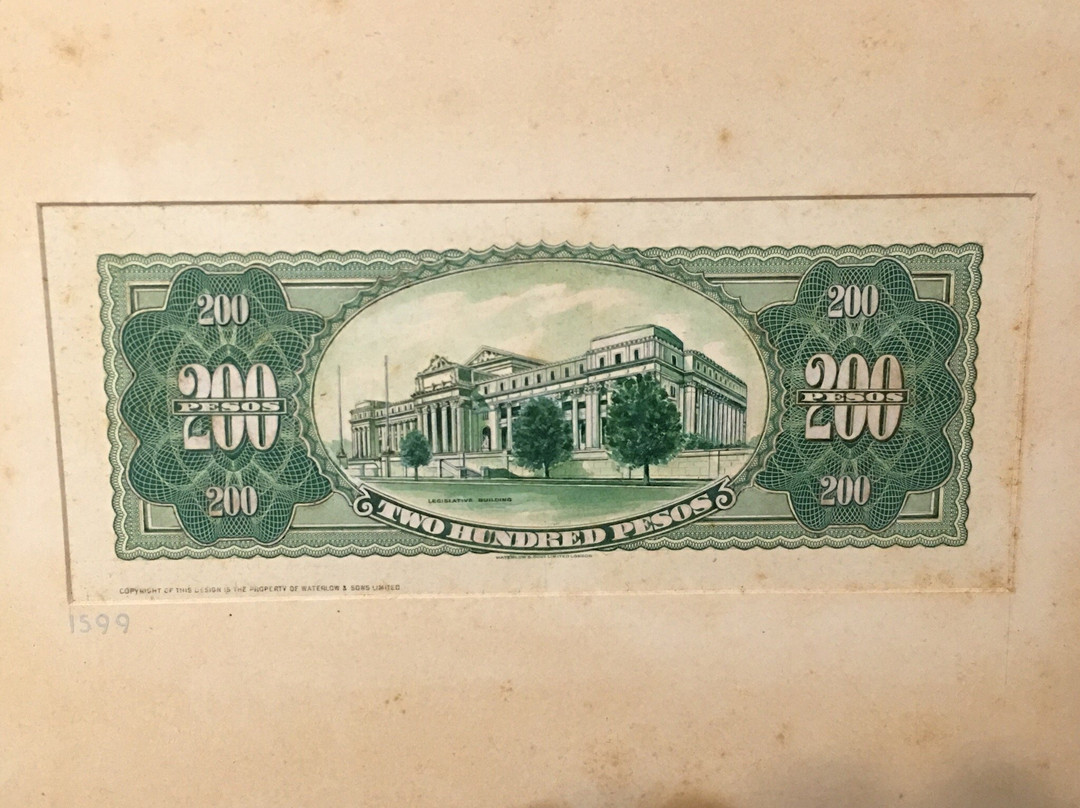 200
200
PESOS
200
200
200
PESOS
200
LEGISLATIVE BUILDING
TWO HUNDRED PESOS
COPYRIGHT OF THIS DESIGN IS THE PROPERTY OF WATERLOW & SONS LIMITED
1599